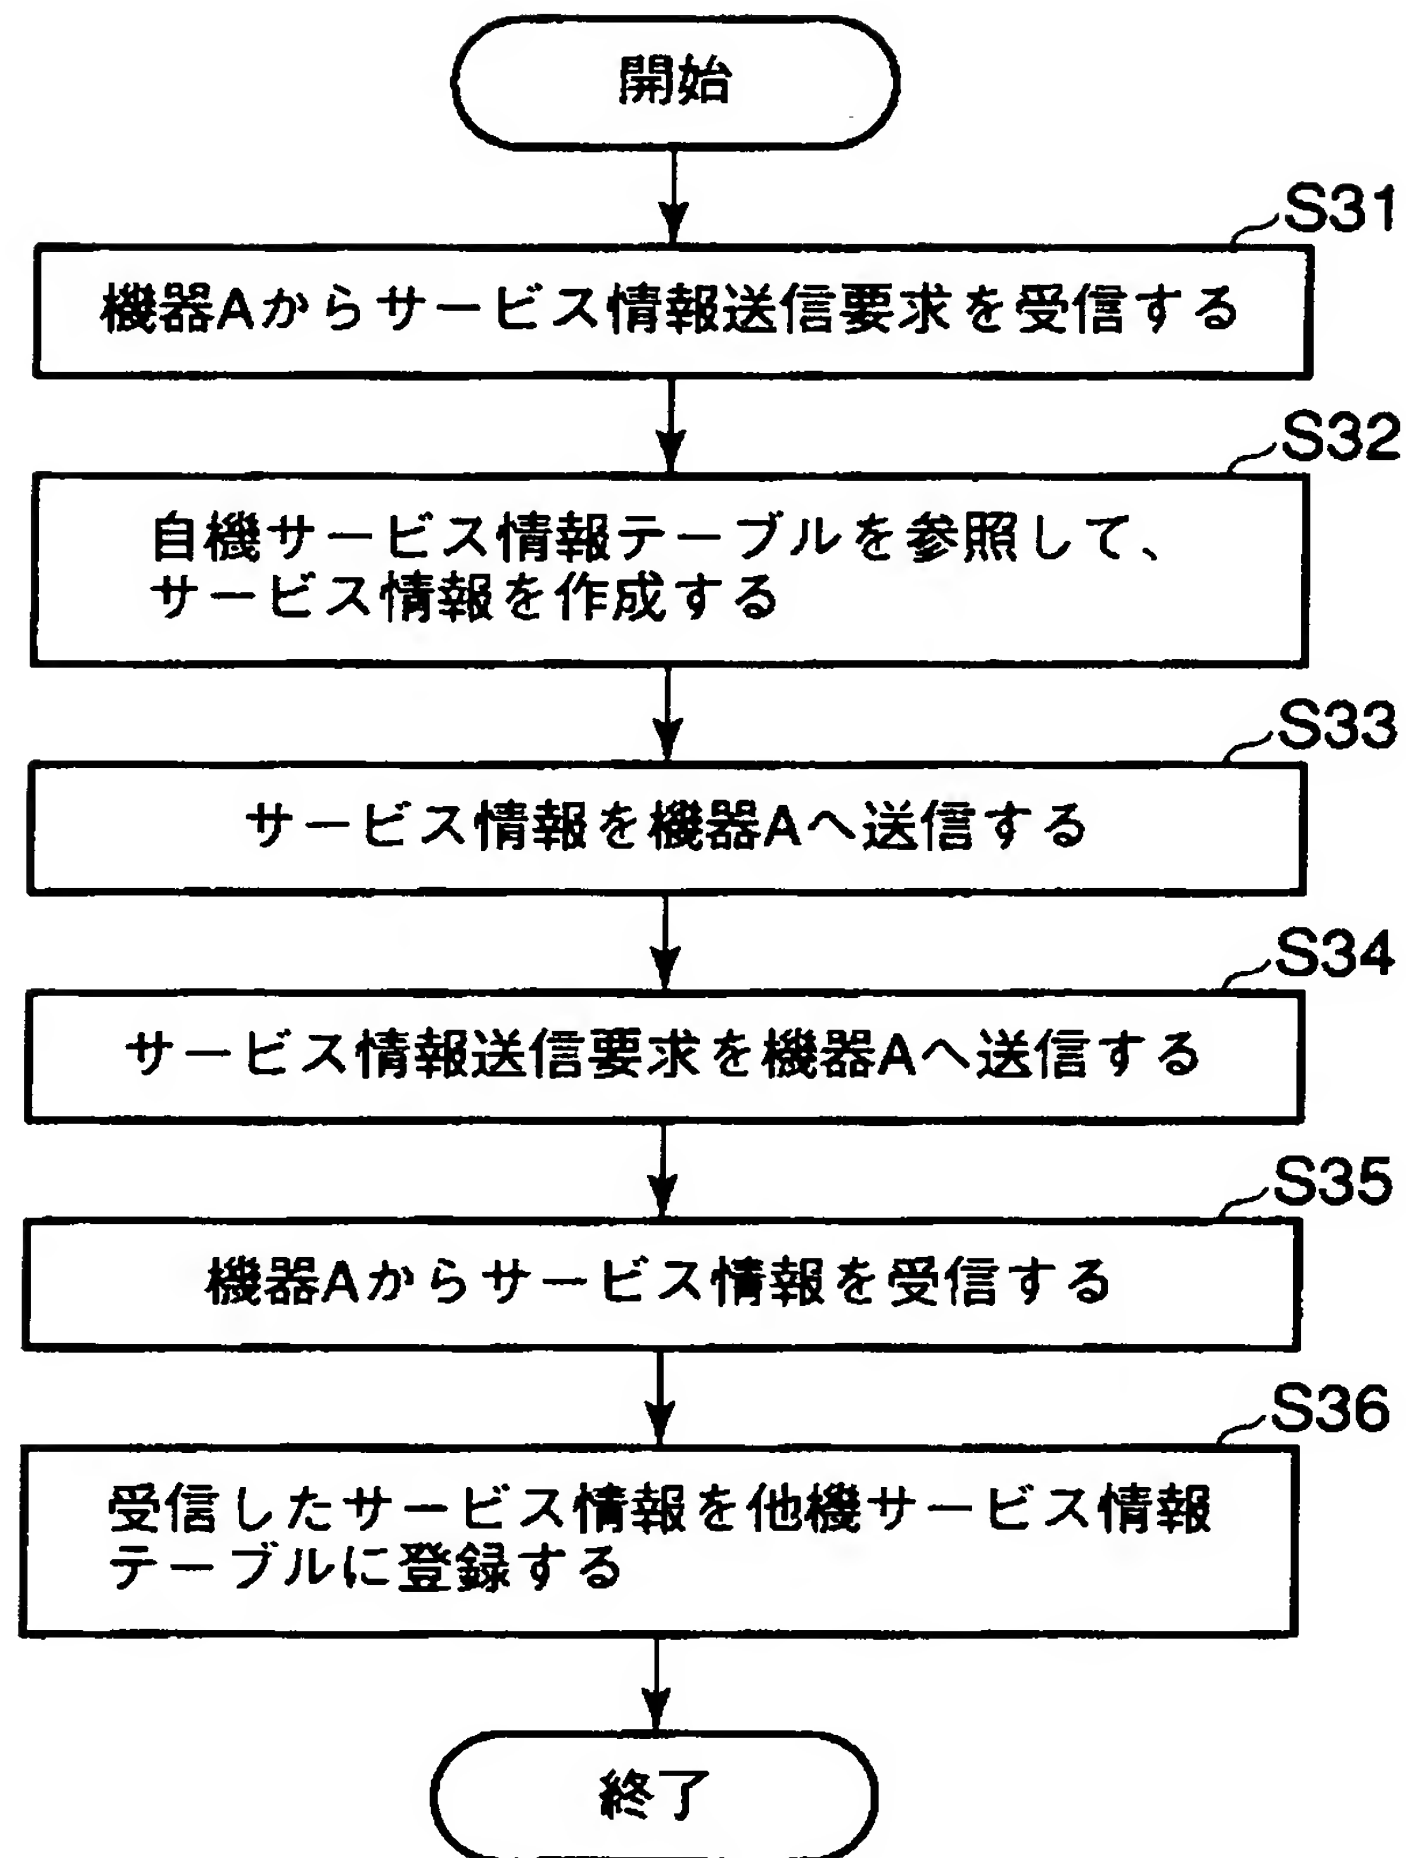 開始
S31
機器Aからサービス情報送信要求を受信する
S32
自機サービス情報テーブルを参照して、
サービス情報を作成する
S33
サービス情報を機器Aへ送信する
S34
サービス情報送信要求を機器Aへ送信する
S35
機器Aからサービス情報を受信する
S36
受信したサービス情報を他機サービス情報
テーブルに登録する
終了